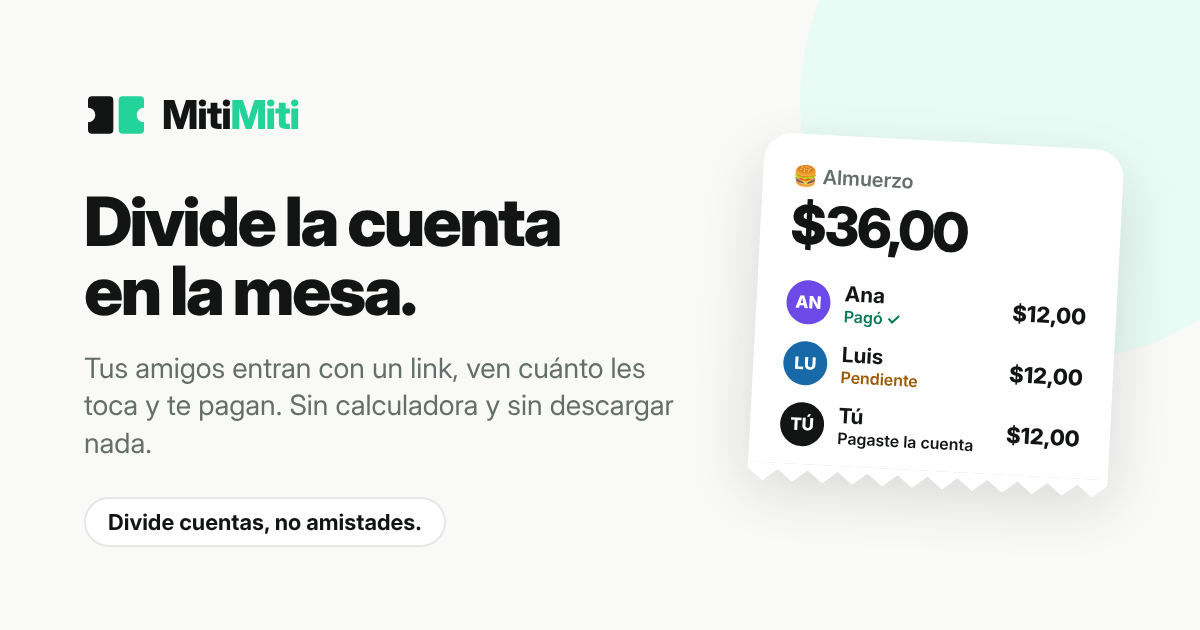 MitiMiti
Divide la cuenta
en la mesa.
Tus amigos entran con un link, ven cuánto les
toca y te pagan. Sin calculadora y sin descargar
nada.
Divide cuentas, no amistades.
🍔 Almuerzo
$36,00
AN Ana $12,00
Pagó ✓
LU Luis $12,00
Pendiente
TÚ Tú $12,00
Pagaste la cuenta